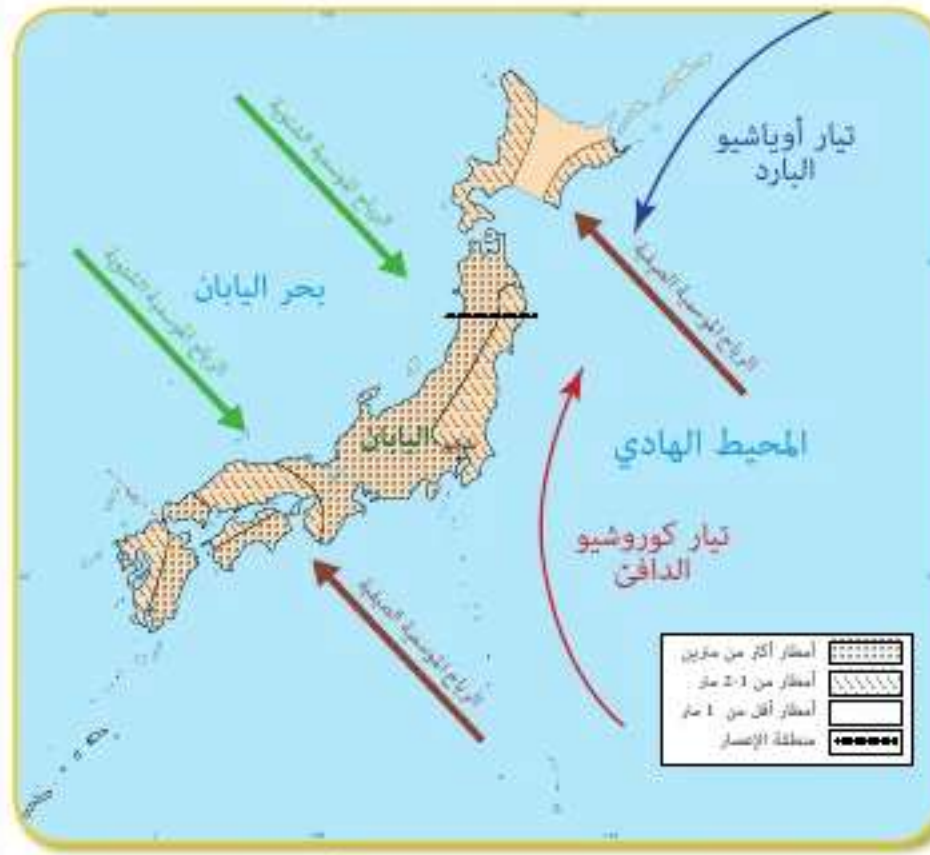 تيار أوياشيو
البارد
الرياح الموسمية الشتوية
الرياح الموسمية الصيفية
الرياح الموسمية الشتوية
بحر اليابان
اليابان
المحيط الهادي
تيار كوروشيو
الدافئ
الرياح الموسمية الصيفية
أمطار أكثر من مترين
أمطار من 1-2 متر
أمطار أقل من 1 متر
منطقة الإعصار